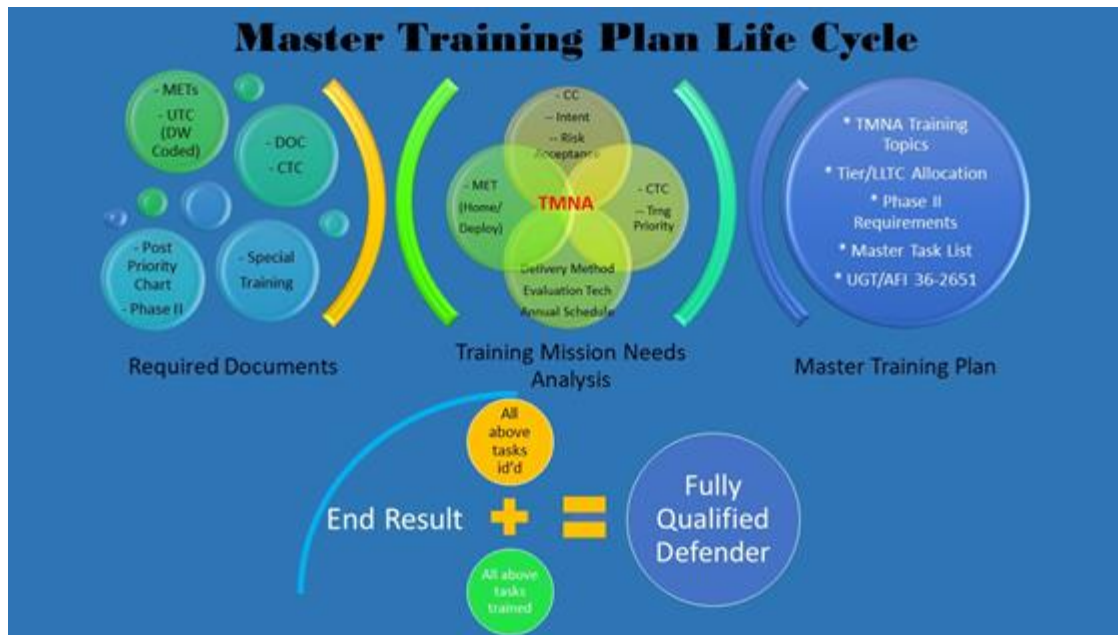 Master Training Plan Life Cycle
- METs
- UTC
(DW
Coded)
- DOC
- CTC
- Post
Priority
Chart
- Phase II
- Special
Training
Required Documents
- CC
-- Intent
-- Risk
Acceptance
- MET
(Home/
Deploy)
TMNA
- CTC
-- Trng
Priority
Delivery Method
Evaluation Tech
Annual Schedule
Training Mission Needs
Analysis
* TMNA Training
Topics
* Tier/LLTC Allocation
* Phase II
Requirements
* Master Task List
* UGT/AFI 36-2651
Master Training Plan
End Result
All
above
tasks
id'd
+
All above
tasks
trained
=
Fully
Qualified
Defender